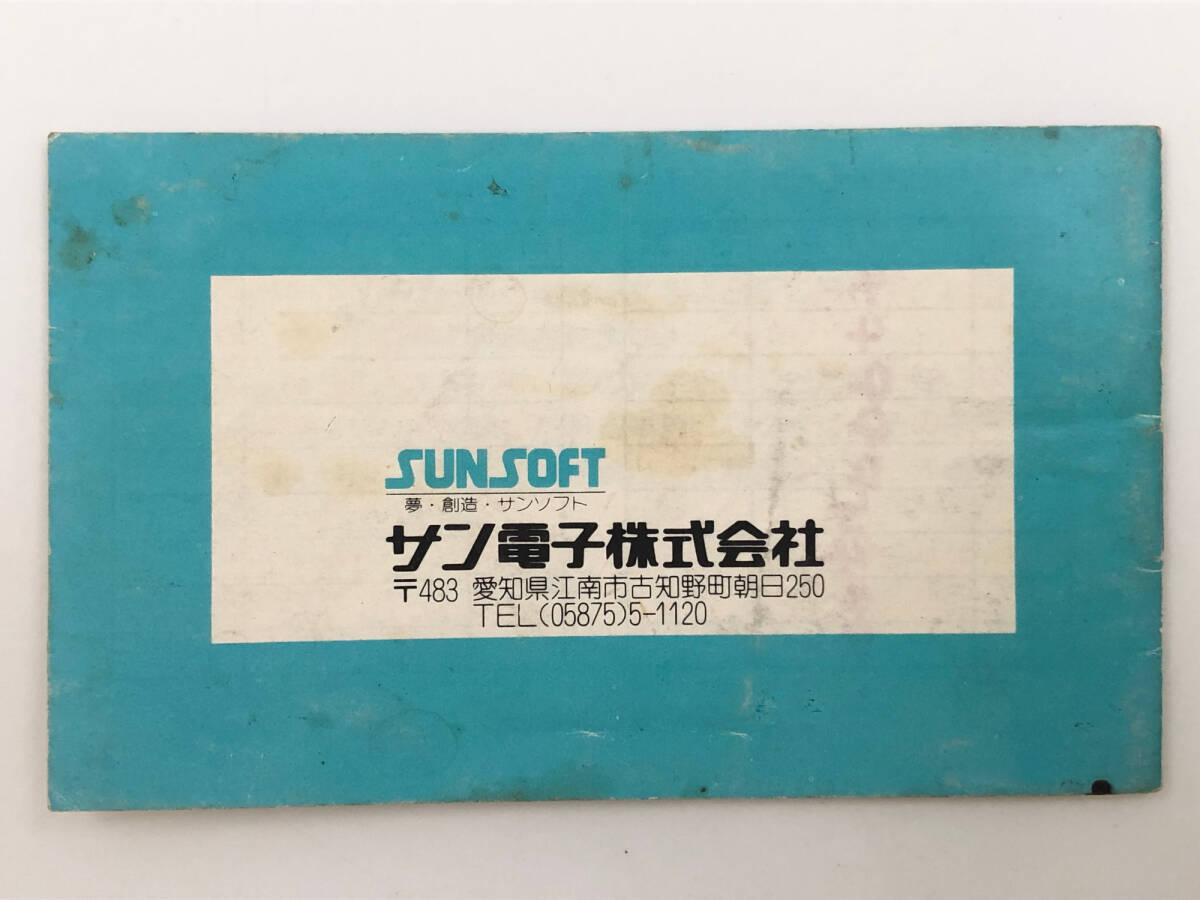 SUNSOFT
夢・創造・サンソフト
サン電子株式会社
〒483 愛知県江南市古知野町朝日250
TEL(05875)5-1120